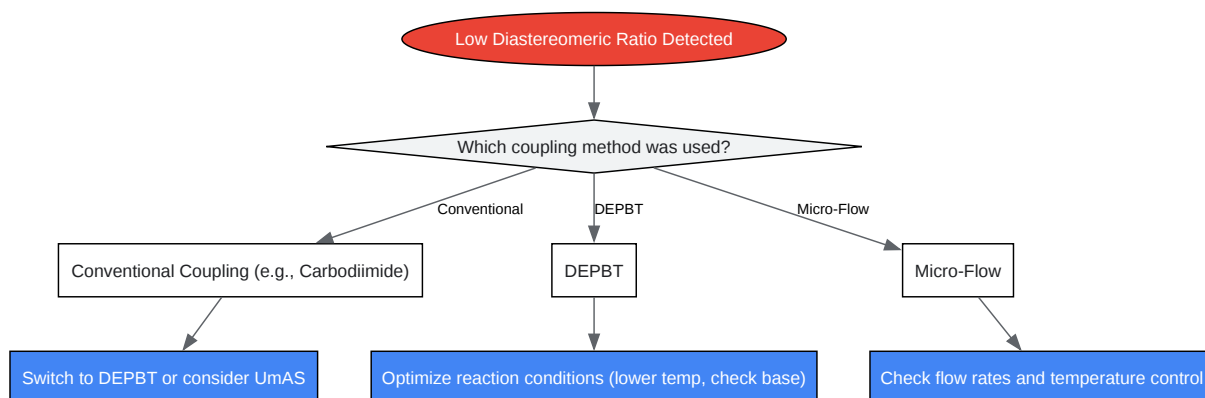 Low Diastereomeric Ratio Detected
Which coupling method was used?
Conventional
DEPBT
Micro-Flow
Conventional Coupling (e.g., Carbodiimide)
DEPBT
Micro-Flow
Switch to DEPBT or consider UmAS
Optimize reaction conditions (lower temp, check base)
Check flow rates and temperature control